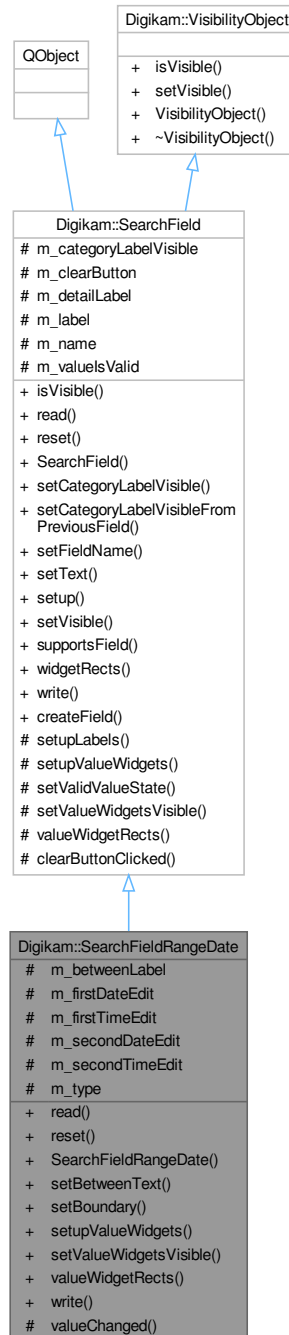 Digikam::VisibilityObject
+ isVisible()
+ setVisible()
+ VisibilityObject()
+ ~VisibilityObject()
QObject
Digikam::SearchField
# m_categoryLabelVisible
# m_clearButton
# m_detailLabel
# m_label
# m_name
# m_valueIsValid
+ isVisible()
+ read()
+ reset()
+ SearchField()
+ setCategoryLabelVisible()
+ setCategoryLabelVisibleFrom
PreviousField()
+ setFieldName()
+ setText()
+ setup()
+ setVisible()
+ supportsField()
+ widgetRects()
+ write()
+ createField()
# setupLabels()
# setupValueWidgets()
# setValidValueState()
# setValueWidgetsVisible()
# valueWidgetRects()
# clearButtonClicked()
Digikam::SearchFieldRangeDate
# m_betweenLabel
# m_firstDateEdit
# m_firstTimeEdit
# m_secondDateEdit
# m_secondTimeEdit
# m_type
+ read()
+ reset()
+ SearchFieldRangeDate()
+ setBetweenText()
+ setBoundary()
+ setupValueWidgets()
+ setValueWidgetsVisible()
+ valueWidgetRects()
+ write()
# valueChanged()